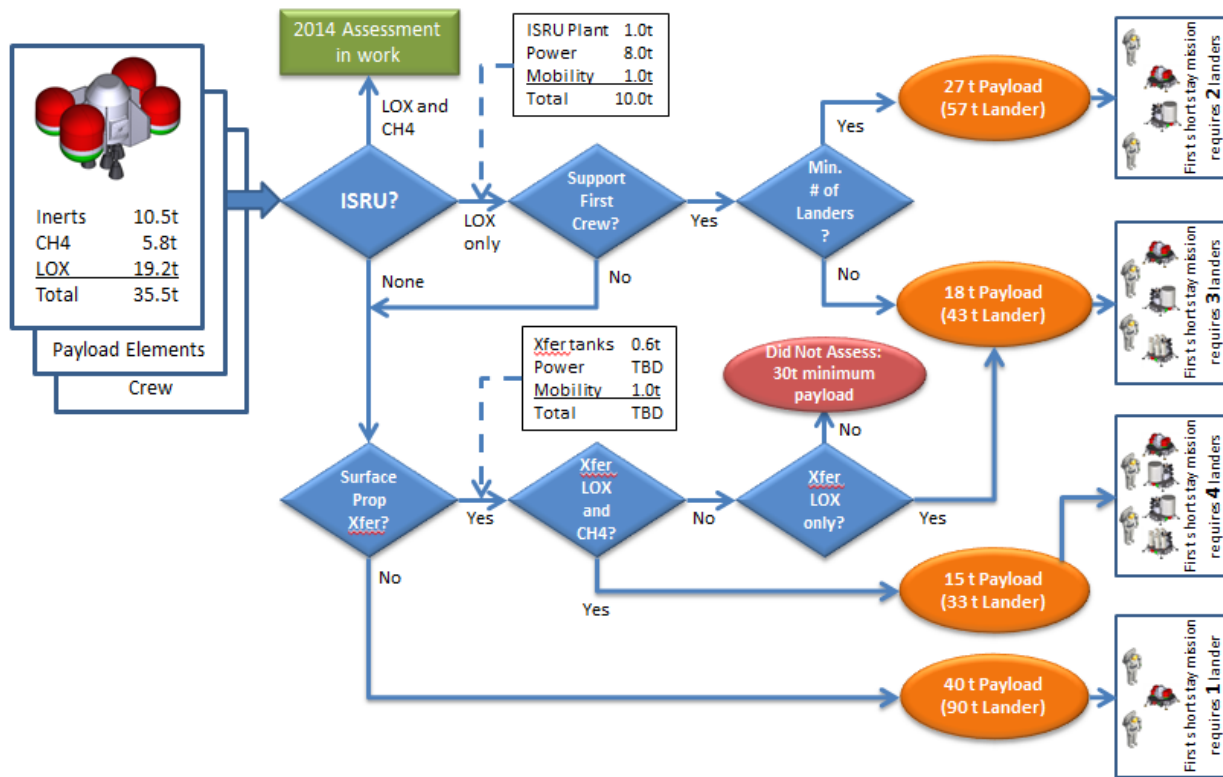 Inerts 10.5t
CH4 5.8t
LOX 19.2t
Total 35.5t
Payload Elements
Crew
2014 Assessment
in work
LOX and
CH4
ISRU Plant 1.0t
Power 8.0t
Mobility 1.0t
Total 10.0t
ISRU?
LOX
only
None
Support
First
Crew?
Yes
No
Min.
# of
Landers
?
Yes
No
27 t Payload
(57 t Lander)
First short stay mission
requires 2 landers
18 t Payload
(43 t Lander)
First short stay mission
requires 3 landers
Xfer tanks 0.6t
Power TBD
Mobility 1.0t
Total TBD
Did Not Assess:
30t minimum
payload
No
Surface
Prop
Xfer?
Yes
No
Xfer
LOX
and
CH4?
No
Yes
Xfer
LOX
only?
Yes
15 t Payload
(33 t Lander)
First short stay mission
requires 4 landers
40 t Payload
(90 t Lander)
First short stay mission
requires 1 lander